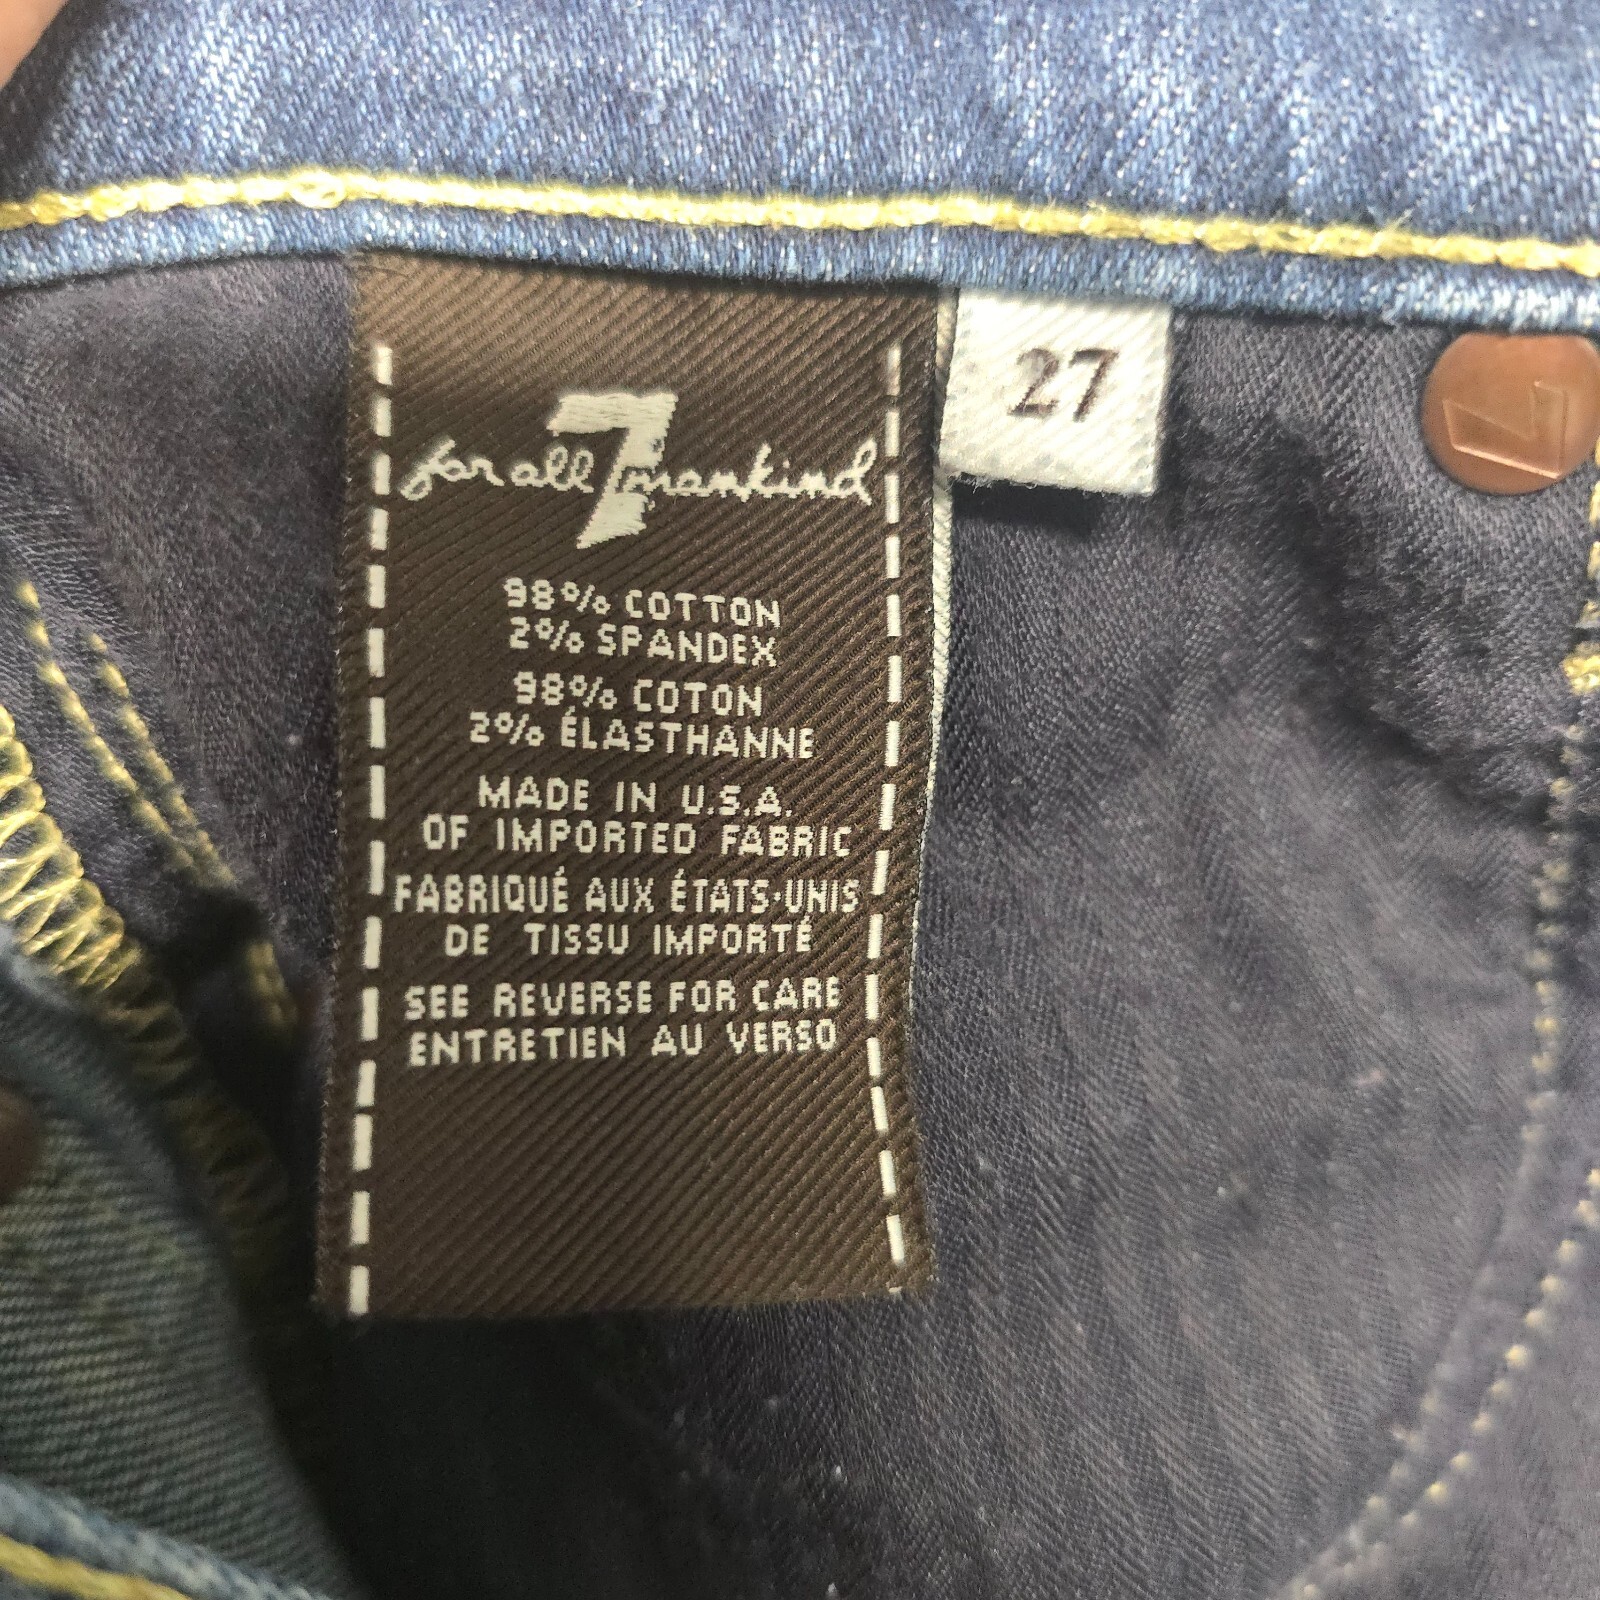 for all 7 mankind
27
98% COTTON
2% SPANDEX
98% COTON
2% ÉLASTHANNE
MADE IN U.S.A.
OF IMPORTED FABRIC
FABRIQUÉ AUX ÉTATS-UNIS
DE TISSU IMPORTÉ
SEE REVERSE FOR CARE
ENTRETIEN AU VERSO
7